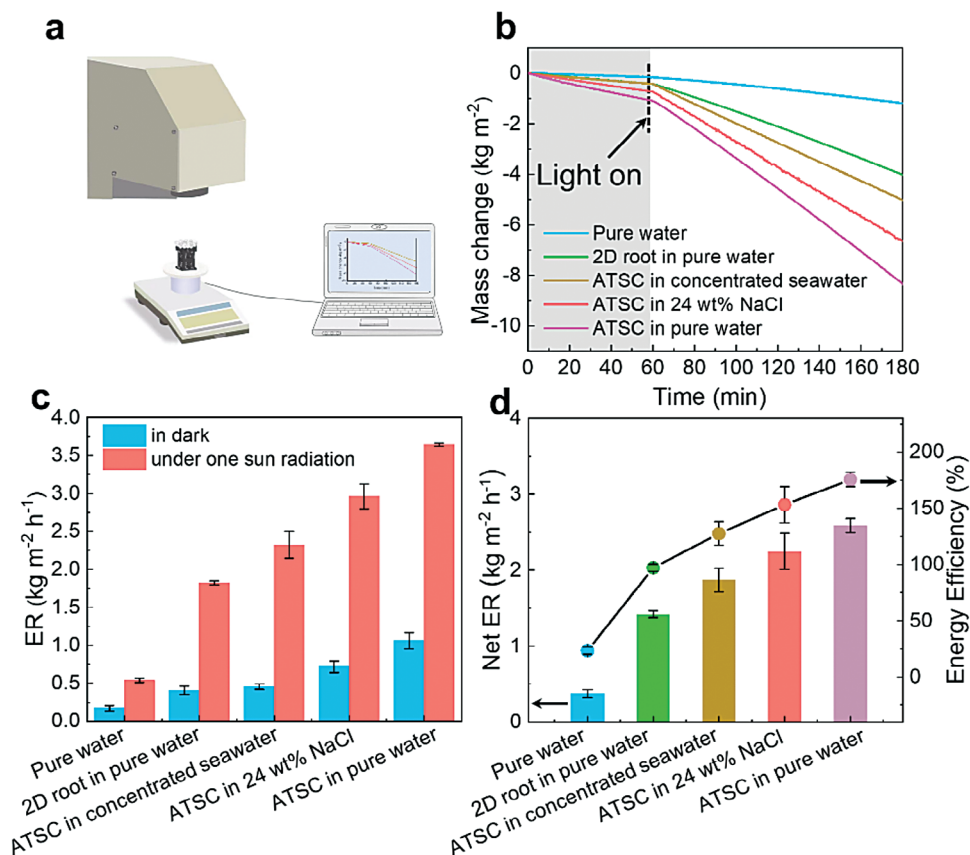 a
b
0
-2
-4
-6
-8
-10
Mass change (kg m⁻²)
Light on
Pure water
2D root in pure water
ATSC in concentrated seawater
ATSC in 24 wt% NaCl
ATSC in pure water
0 20 40 60 80 100 120 140 160 180
Time (min)
c
4.0
3.5
3.0
2.5
2.0
1.5
1.0
0.5
0.0
ER (kg m⁻² h⁻¹)
in dark
under one sun radiation
Pure water
2D root in pure water
ATSC in concentrated seawater
ATSC in 24 wt% NaCl
ATSC in pure water
d
4
3
2
1
0
Net ER (kg m⁻² h⁻¹)
200
150
100
50
0
Energy Efficiency (%)
Pure water
2D root in pure water
ATSC in concentrated seawater
ATSC in 24 wt% NaCl
ATSC in pure water